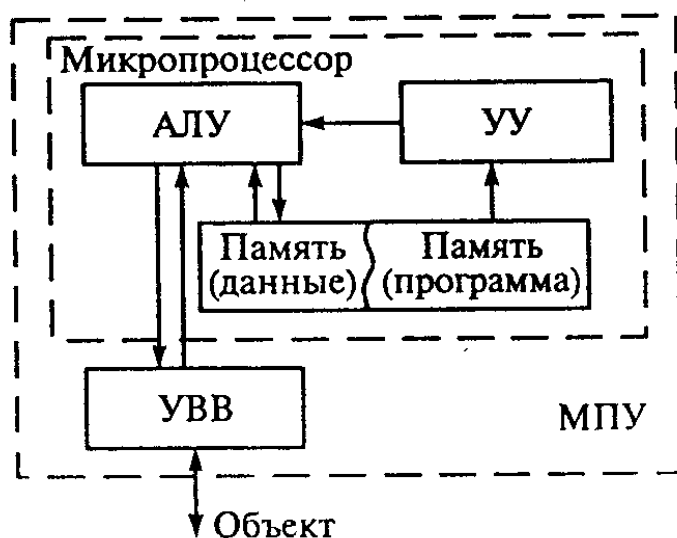 Микропроцессор
АЛУ
УУ
Память
(данные)
Память
(программа)
УВВ
МПУ
Объект